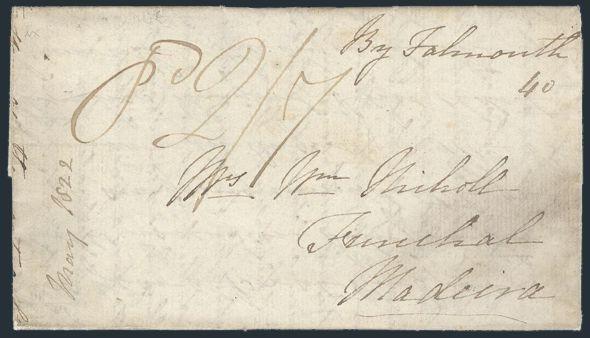 By Falmouth
40
Pd 2/7
Mrs Wm Nicholl
Funchal
Madeira
May 1822